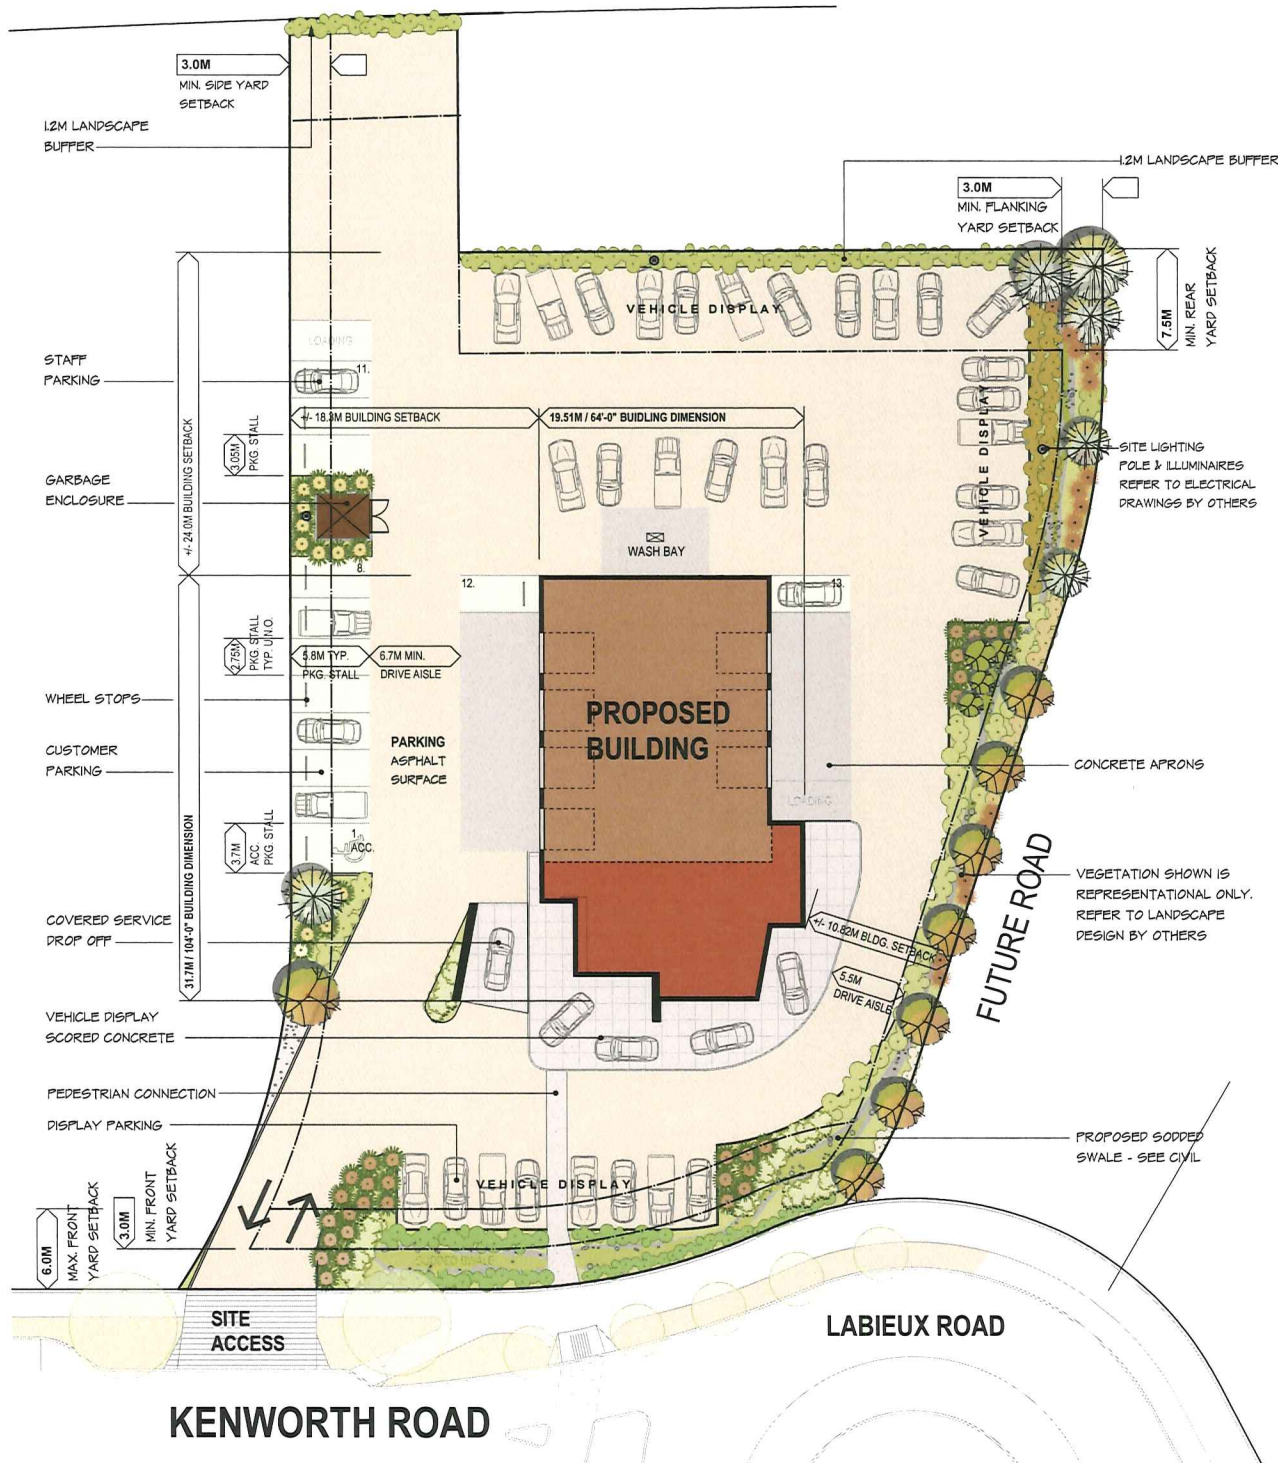 3.0M
MIN. SIDE YARD
SETBACK
1.2M LANDSCAPE
BUFFER
1.2M LANDSCAPE BUFFER
3.0M
MIN. FLANKING
YARD SETBACK
7.5M
MIN. REAR
YARD SETBACK
VEHICLE DISPLAY
LOADING
STAFF
PARKING
11.
+/- 18.3M BUILDING SETBACK
19.51M / 64'-0" BUIDLING DIMENSION
VEHICLE DISPLAY
3.05M
PKG. STALL
SITE LIGHTING
POLE & ILLUMINAIRES
REFER TO ELECTRICAL
DRAWINGS BY OTHERS
GARBAGE
ENCLOSURE
+/- 24.0M BUILDING SETBACK
WASH BAY
8.
12.
13.
2.75M
PKG. STALL
TYP. U.N.O.
5.8M TYP.
PKG. STALL
6.7M MIN.
DRIVE AISLE
WHEEL STOPS
PROPOSED
BUILDING
CUSTOMER
PARKING
PARKING
ASPHALT
SURFACE
CONCRETE APRONS
LOADING
3.7M
ACC.
PKG. STALL
1.
ACC.
31.7M / 104'-0" BUILDING DIMENSION
VEGETATION SHOWN IS
REPRESENTATIONAL ONLY.
REFER TO LANDSCAPE
DESIGN BY OTHERS
COVERED SERVICE
DROP OFF
+/- 10.82M BLDG. SETBACK
5.5M
DRIVE AISLE
FUTURE ROAD
VEHICLE DISPLAY
SCORED CONCRETE
PEDESTRIAN CONNECTION
DISPLAY PARKING
PROPOSED SODDED
SWALE - SEE CIVIL
VEHICLE DISPLAY
6.0M
MAX. FRONT
YARD SETBACK
3.0M
MIN. FRONT
YARD SETBACK
SITE
ACCESS
LABIEUX ROAD
KENWORTH ROAD